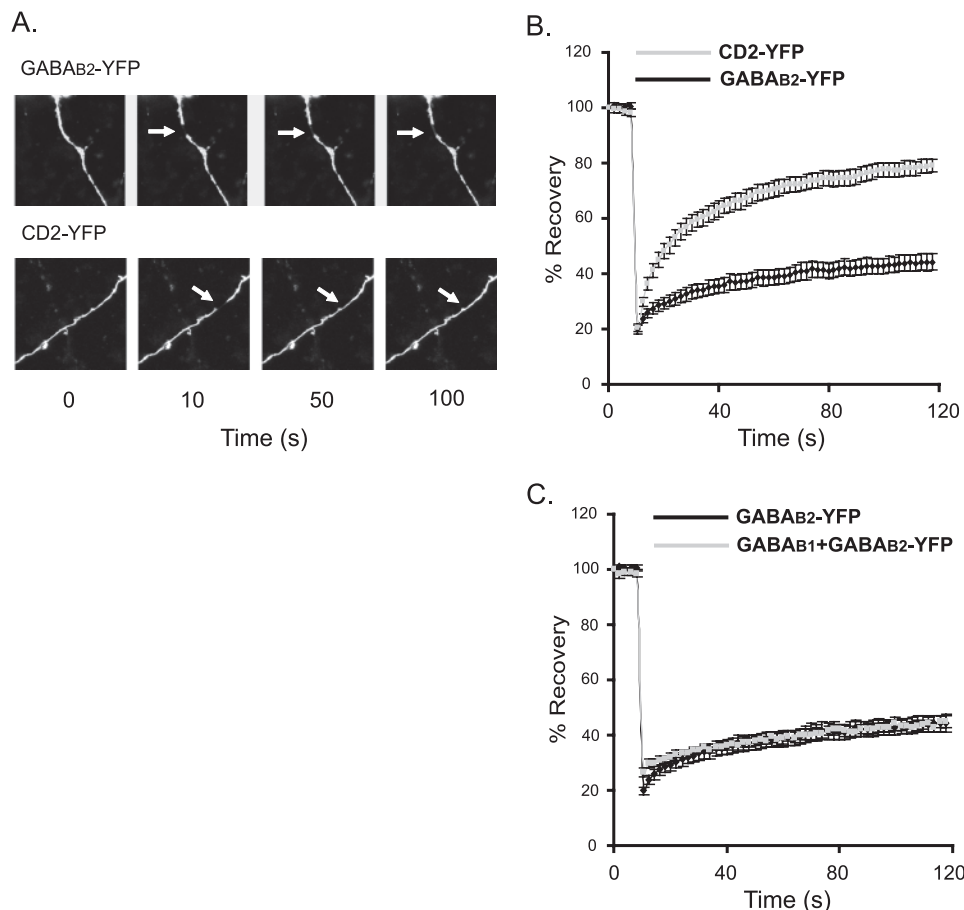 A.
GABAB2-YFP
CD2-YFP
0 10 50 100
Time (s)
B.
CD2-YFP
GABAB2-YFP
120
100
80
60
40
20
0
% Recovery
0 40 80 120
Time (s)
C.
GABAB2-YFP
GABAB1+GABAB2-YFP
120
100
80
60
40
20
0
% Recovery
0 40 80 120
Time (s)